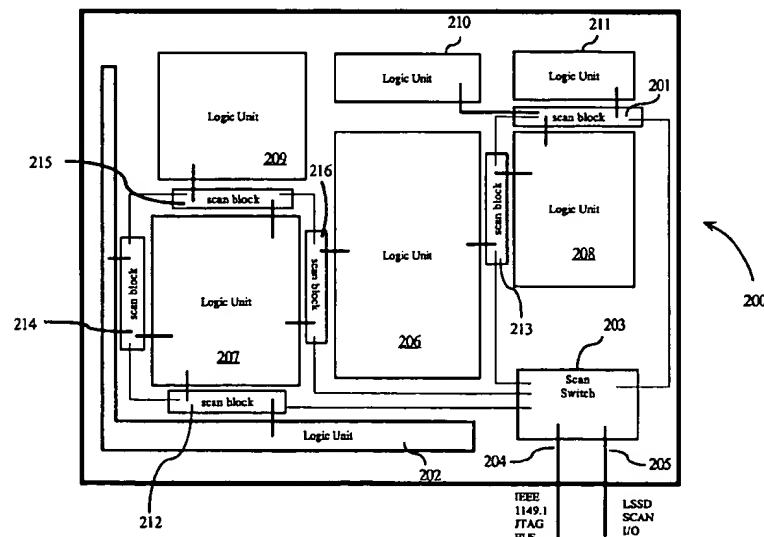 210
211
Logic Unit
Logic Unit
201
scan block
Logic Unit
209
215
216
scan block
scan block
Logic Unit
208
200
scan block
Logic Unit
206
scan block
214
Logic Unit
207
213
203
Scan
Switch
scan block
Logic Unit
202
212
204
205
IEEE
1149.1
JTAG
LSSD
SCAN
I/O